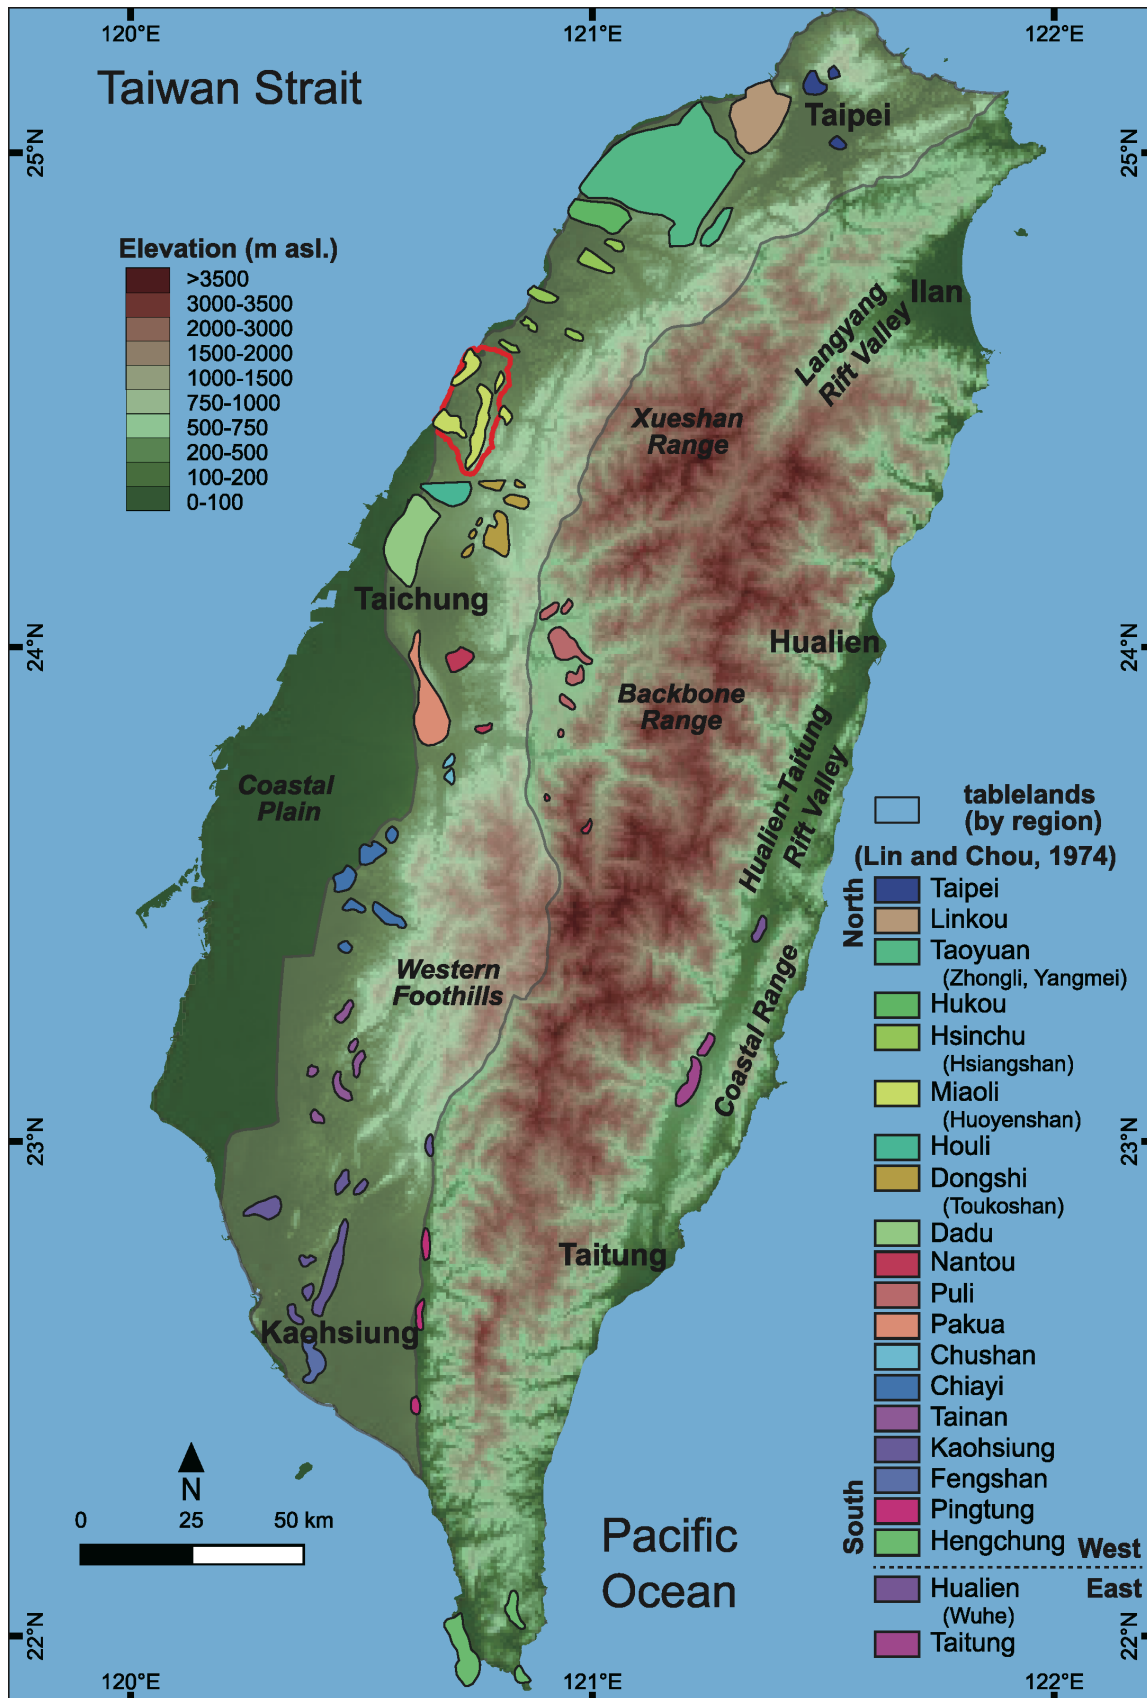 120°E
121°E
122°E
Taiwan Strait
Taipei
25°N
25°N
Elevation (m asl.)
>3500
3000-3500
2000-3000
1500-2000
1000-1500
750-1000
500-750
200-500
100-200
0-100
Ilan
Langyang
Rift Valley
Xueshan
Range
Taichung
24°N
Hualien
24°N
Backbone
Range
Hualien-Taitung
Rift Valley
Coastal
Plain
tablelands
(by region)
(Lin and Chou, 1974)
North
Taipei
Linkou
Taoyuan
(Zhongli, Yangmei)
Hukou
Hsinchu
(Hsiangshan)
Miaoli
(Huoyenshan)
Houli
Dongshi
(Toukoshan)
Dadu
Nantou
Puli
Pakua
Chushan
Chiayi
Tainan
Kaohsiung
Fengshan
Pingtung
Hengchung
South
West
East
Hualien
(Wuhe)
Taitung
Western
Foothills
Coastal Range
23°N
23°N
Taitung
Kaohsiung
N
0
25
50 km
Pacific
Ocean
22°N
22°N
120°E
121°E
122°E